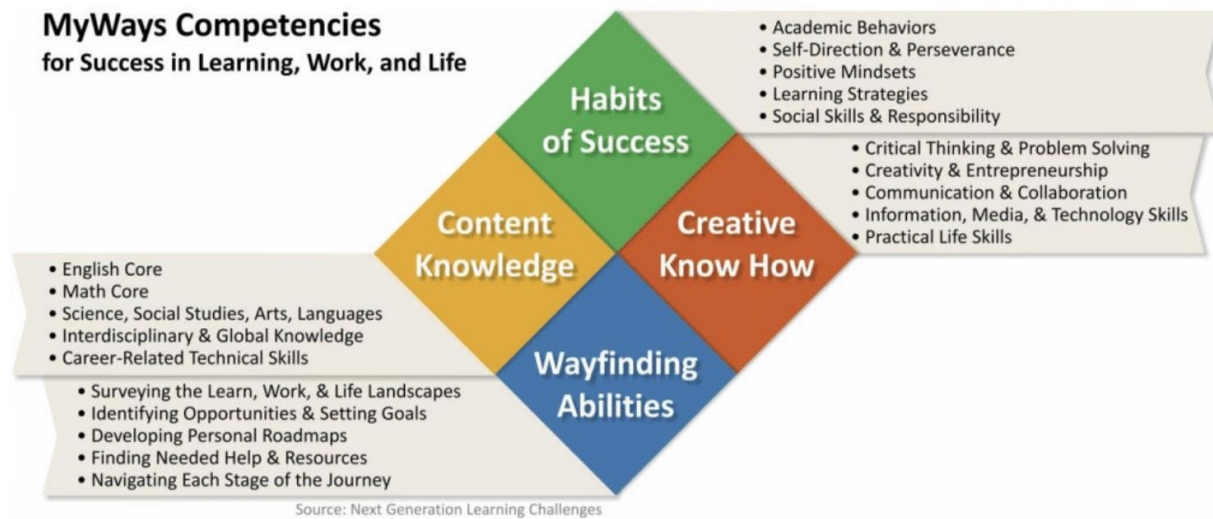 MyWays Competencies
for Success in Learning, Work, and Life
Habits
of Success
• Academic Behaviors
• Self-Direction & Perseverance
• Positive Mindsets
• Learning Strategies
• Social Skills & Responsibility
Creative
Know How
• Critical Thinking & Problem Solving
• Creativity & Entrepreneurship
• Communication & Collaboration
• Information, Media, & Technology Skills
• Practical Life Skills
Content
Knowledge
• English Core
• Math Core
• Science, Social Studies, Arts, Languages
• Interdisciplinary & Global Knowledge
• Career-Related Technical Skills
Wayfinding
Abilities
• Surveying the Learn, Work, & Life Landscapes
• Identifying Opportunities & Setting Goals
• Developing Personal Roadmaps
• Finding Needed Help & Resources
• Navigating Each Stage of the Journey
Source: Next Generation Learning Challenges